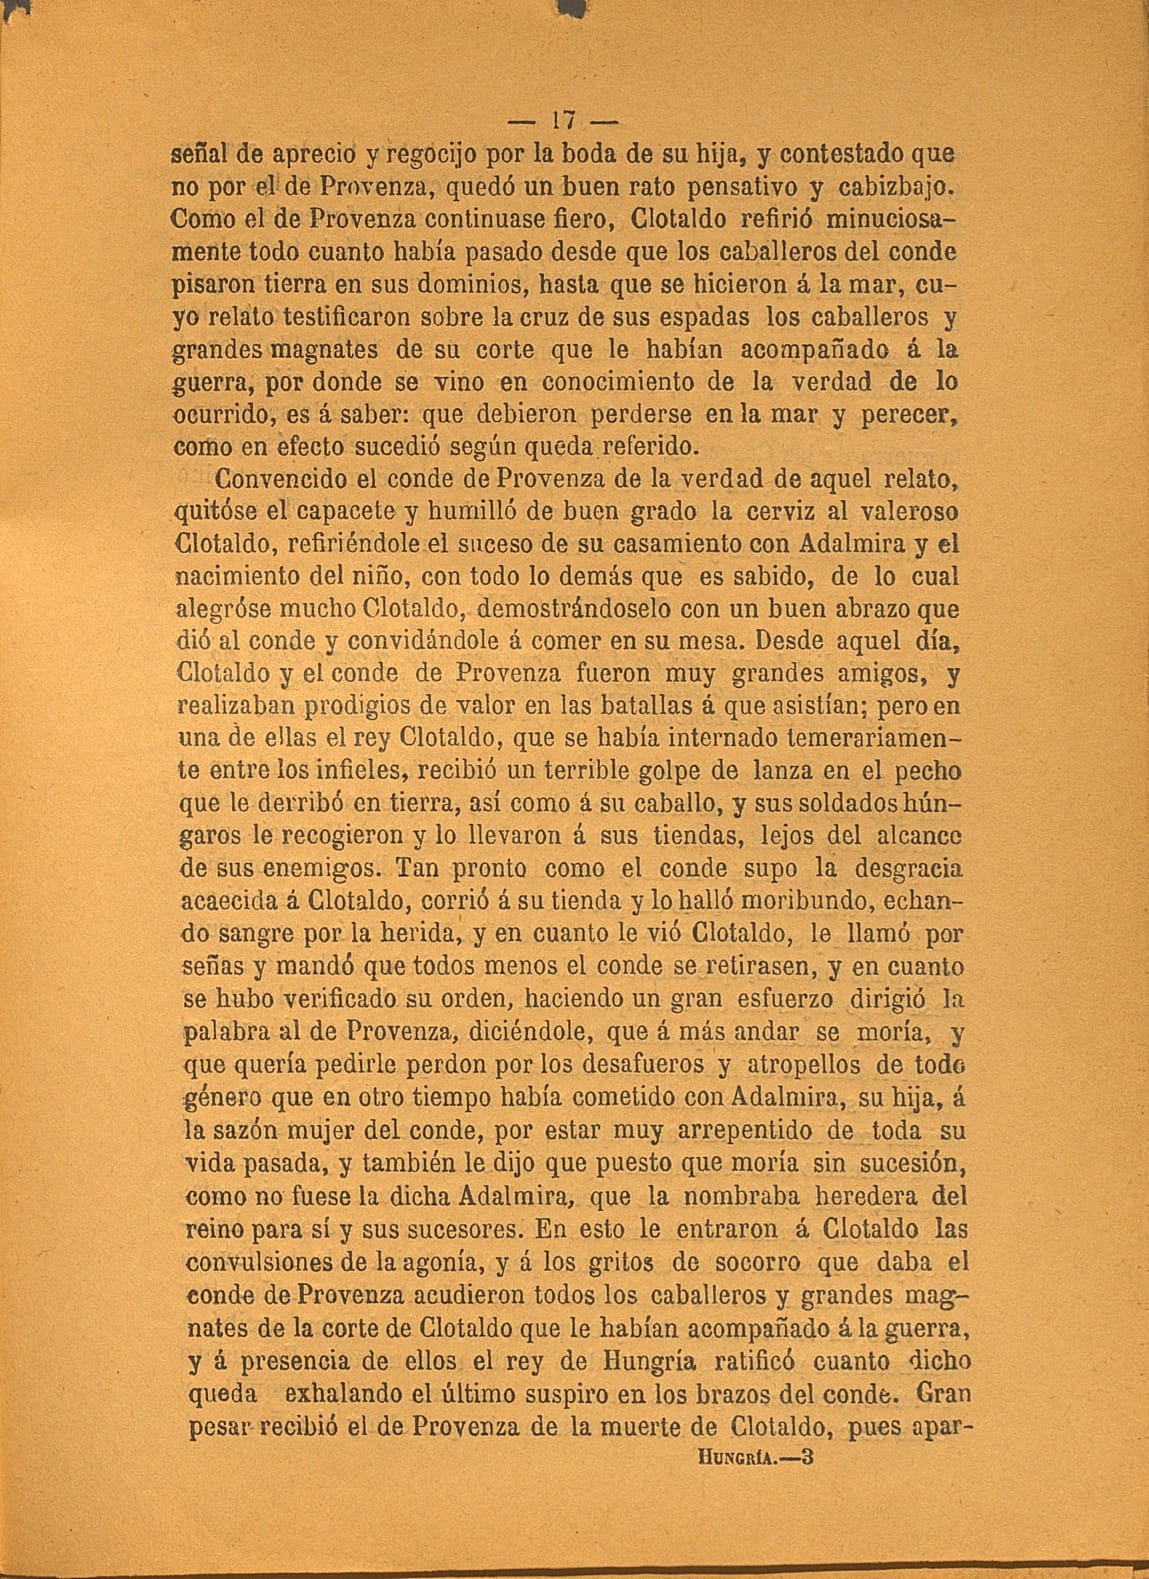 — 17 —
señal de aprecio y regocijo por la boda de su hija, y contestado que
no por el de Provenza, quedó un buen rato pensativo y cabizbajo.
Como el de Provenza continuase fiero, Clotaldo refirió minuciosa-
mente todo cuanto había pasado desde que los caballeros del conde
pisaron tierra en sus dominios, hasta que se hicieron á la mar, cu-
yo relato testificaron sobre la cruz de sus espadas los caballeros y
grandes magnates de su corte que le habían acompañado á la
guerra, por donde se vino en conocimiento de la verdad de lo
ocurrido, es á saber: que debieron perderse en la mar y perecer,
como en efecto sucedió según queda referido.
Convencido el conde de Provenza de la verdad de aquel relato,
quitóse el capacete y humilló de buen grado la cerviz al valeroso
Clotaldo, refiriéndole el suceso de su casamiento con Adalmira y el
nacimiento del niño, con todo lo demás que es sabido, de lo cual
alegróse mucho Clotaldo, demostrándoselo con un buen abrazo que
dió al conde y convidándole á comer en su mesa. Desde aquel día,
Clotaldo y el conde de Provenza fueron muy grandes amigos, y
realizaban prodigios de valor en las batallas á que asistían; pero en
una de ellas el rey Clotaldo, que se había internado temerariamen-
te entre los infieles, recibió un terrible golpe de lanza en el pecho
que le derribó en tierra, así como á su caballo, y sus soldados hún-
garos le recogieron y lo llevaron á sus tiendas, lejos del alcance
de sus enemigos. Tan pronto como el conde supo la desgracia
acaecida á Clotaldo, corrió á su tienda y lo halló moribundo, echan-
do sangre por la herida, y en cuanto le vió Clotaldo, le llamó por
señas y mandó que todos menos el conde se retirasen, y en cuanto
se hubo verificado su orden, haciendo un gran esfuerzo dirigió la
palabra al de Provenza, diciéndole, que á más andar se moría, y
que quería pedirle perdon por los desafueros y atropellos de todo
género que en otro tiempo había cometido con Adalmira, su hija, á
la sazón mujer del conde, por estar muy arrepentido de toda su
vida pasada, y también le dijo que puesto que moría sin sucesión,
como no fuese la dicha Adalmira, que la nombraba heredera del
reino para sí y sus sucesores. En esto le entraron á Clotaldo las
convulsiones de la agonía, y á los gritos de socorro que daba el
conde de Provenza acudieron todos los caballeros y grandes mag-
nates de la corte de Clotaldo que le habían acompañado á la guerra,
y á presencia de ellos el rey de Hungría ratificó cuanto dicho
queda exhalando el último suspiro en los brazos del conde. Gran
pesar recibió el de Provenza de la muerte de Clotaldo, pues apar-
HUNGRÍA.—3